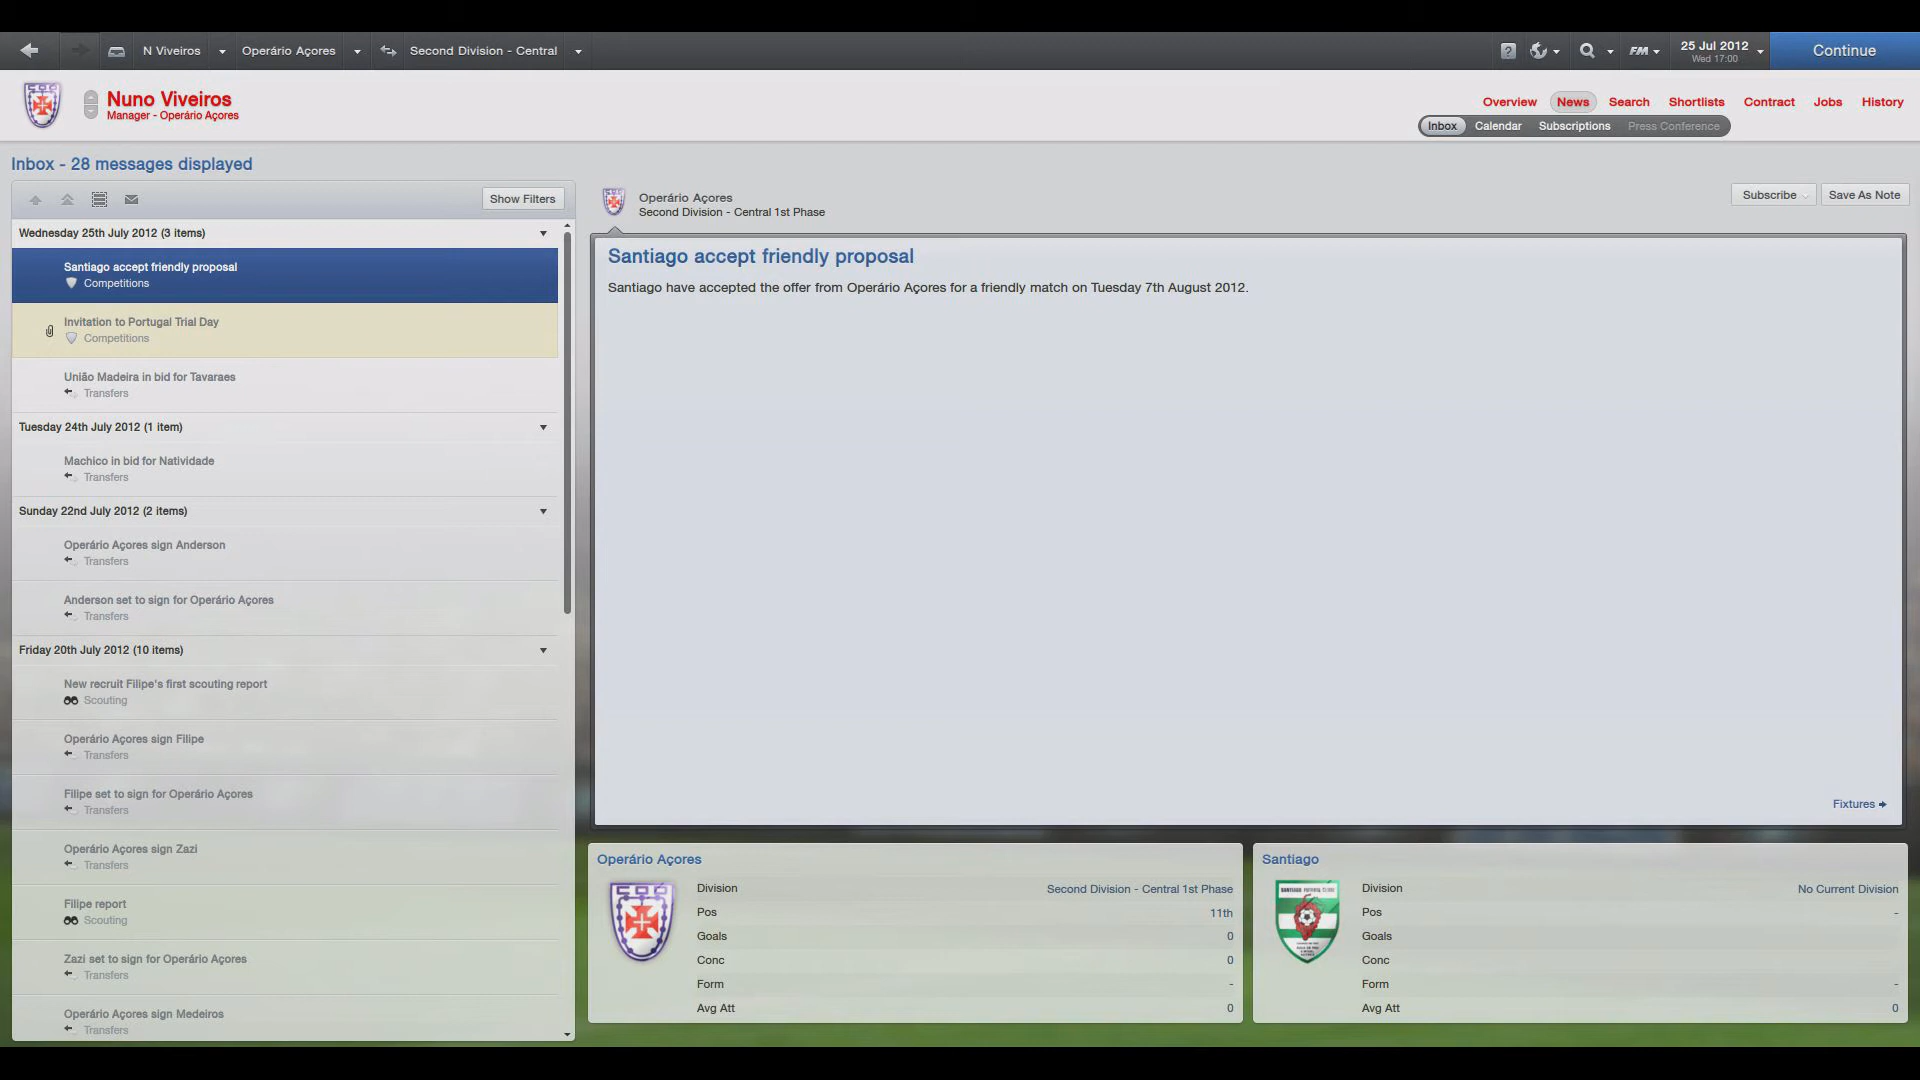 N Viveiros
Operário Açores
Second Division - Central
?
FM
25 Jul 2012
Wed 17:00
Continue
Nuno Viveiros
Manager - Operário Açores
Overview
News
Search
Shortlists
Contract
Jobs
History
Inbox
Calendar
Subscriptions
Press Conference
Inbox - 28 messages displayed
Show Filters
Wednesday 25th July 2012 (3 items)
Santiago accept friendly proposal
Competitions
Invitation to Portugal Trial Day
Competitions
União Madeira in bid for Tavaraes
Transfers
Tuesday 24th July 2012 (1 item)
Machico in bid for Natividade
Transfers
Sunday 22nd July 2012 (2 items)
Operário Açores sign Anderson
Transfers
Anderson set to sign for Operário Açores
Transfers
Friday 20th July 2012 (10 items)
New recruit Filipe's first scouting report
Scouting
Operário Açores sign Filipe
Transfers
Filipe set to sign for Operário Açores
Transfers
Operário Açores sign Zazi
Transfers
Filipe report
Scouting
Zazi set to sign for Operário Açores
Transfers
Operário Açores sign Medeiros
Transfers
Operário Açores
Second Division - Central 1st Phase
Subscribe
Save As Note
Santiago accept friendly proposal
Santiago have accepted the offer from Operário Açores for a friendly match on Tuesday 7th August 2012.
Fixtures
Operário Açores
Division Second Division - Central 1st Phase
Pos 11th
Goals 0
Conc 0
Form -
Avg Att 0
Santiago
Division No Current Division
Pos -
Goals
Conc
Form -
Avg Att 0